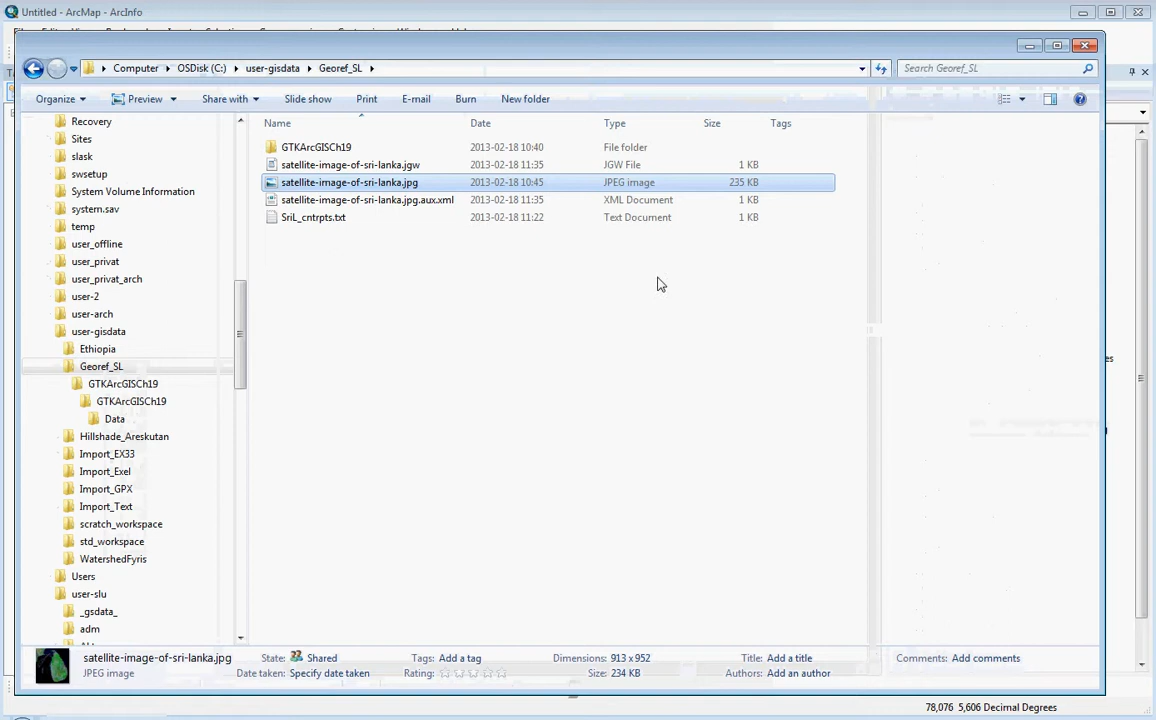 Untitled - ArcMap - ArcInfo
Computer OSDisk (C:) user-gisdata Georef_SL Search Georef_SL
Organize Preview Share with Slide show Print E-mail Burn New folder
Name Date Type Size Tags
GTKArcGISCh19 2013-02-18 10:40 File folder
satellite-image-of-sri-lanka.jgw 2013-02-18 11:35 JGW File 1 KB
satellite-image-of-sri-lanka.jpg 2013-02-18 10:45 JPEG image 235 KB
satellite-image-of-sri-lanka.jpg.aux.xml 2013-02-18 11:35 XML Document 1 KB
SriL_cntrpts.txt 2013-02-18 11:22 Text Document 1 KB
Recovery
Sites
slask
swsetup
System Volume Information
system.sav
temp
user_offline
user_privat
user_privat_arch
user-2
user-arch
user-gisdata
Ethiopia
Georef_SL
GTKArcGISCh19
GTKArcGISCh19
Data
Hillshade_Areskutan
Import_EX33
Import_Exel
Import_GPX
Import_Text
scratch_workspace
std_workspace
WatershedFyris
Users
user-slu
_gsdata_
adm
satellite-image-of-sri-lanka.jpg State: Shared Tags: Add a tag Dimensions: 913 x 952 Title: Add a title Comments: Add comments
JPEG image Date taken: Specify date taken Rating: Size: 234 KB Authors: Add an author
78,076 5,606 Decimal Degrees